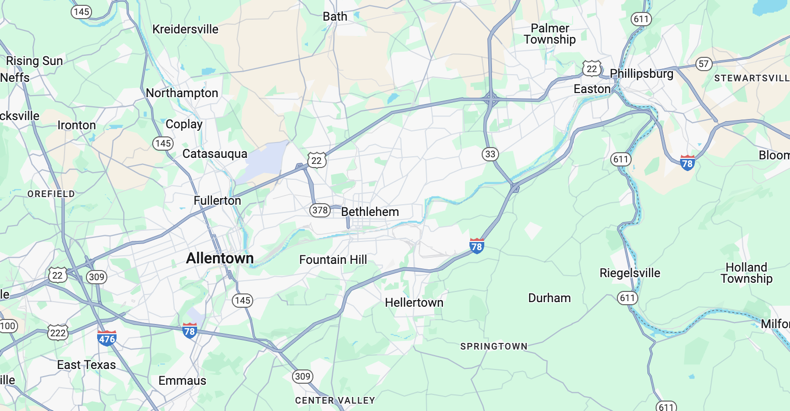 145
Bath
611
Kreidersville
Palmer
Township
Rising Sun
Neffs
22
Phillipsburg
57
STEWARTSVILL
Easton
Northampton
cksville
Ironton
Coplay
145
Catasauqua
22
33
611
78
Bloom
OREFIELD
Fullerton
378
Bethlehem
78
Allentown
Fountain Hill
22
309
Riegelsville
Holland
Township
le
145
Hellertown
Durham
611
100
222
476
78
Milfor
SPRINGTOWN
East Texas
ville
Emmaus
309
CENTER VALLEY
611